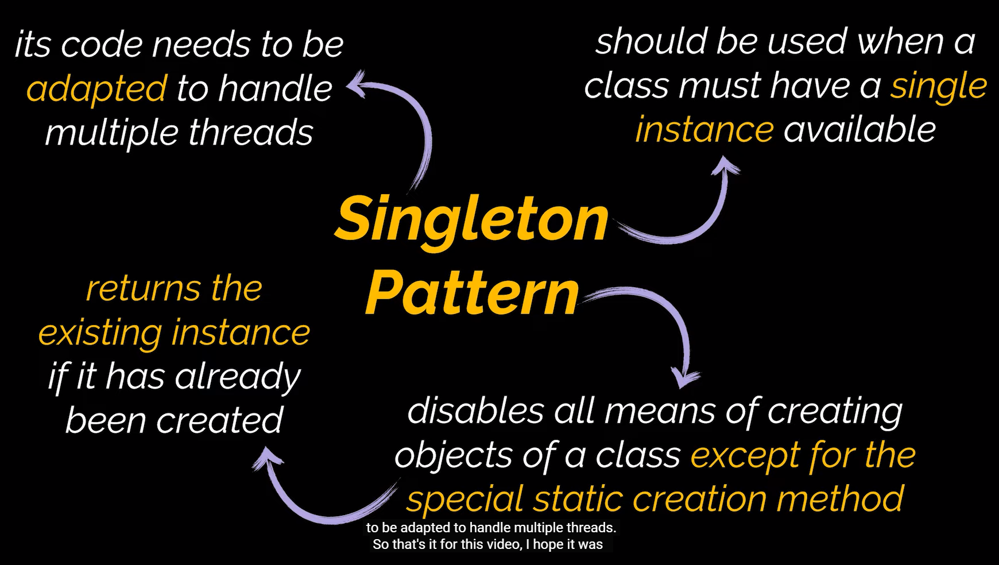 its code needs to be
adapted to handle
multiple threads
should be used when a
class must have a single
instance available
Singleton
Pattern
returns the
existing instance
if it has already
been created
disables all means of creating
objects of a class except for the
special static creation method
to be adapted to handle multiple threads.
So that's it for this video, I hope it was